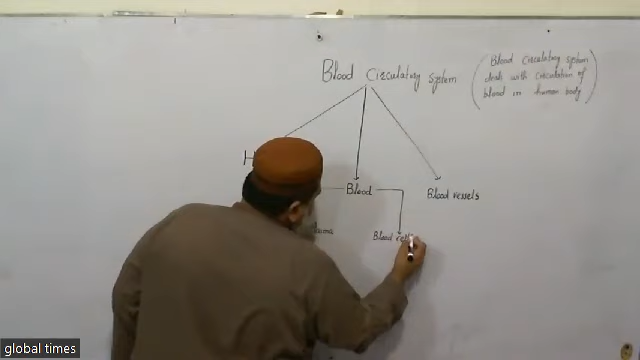 Blood Circulating System
Blood Circulating system
deals with circulation of
blood in human body
Blood
Blood vessels
Blood cells
global times